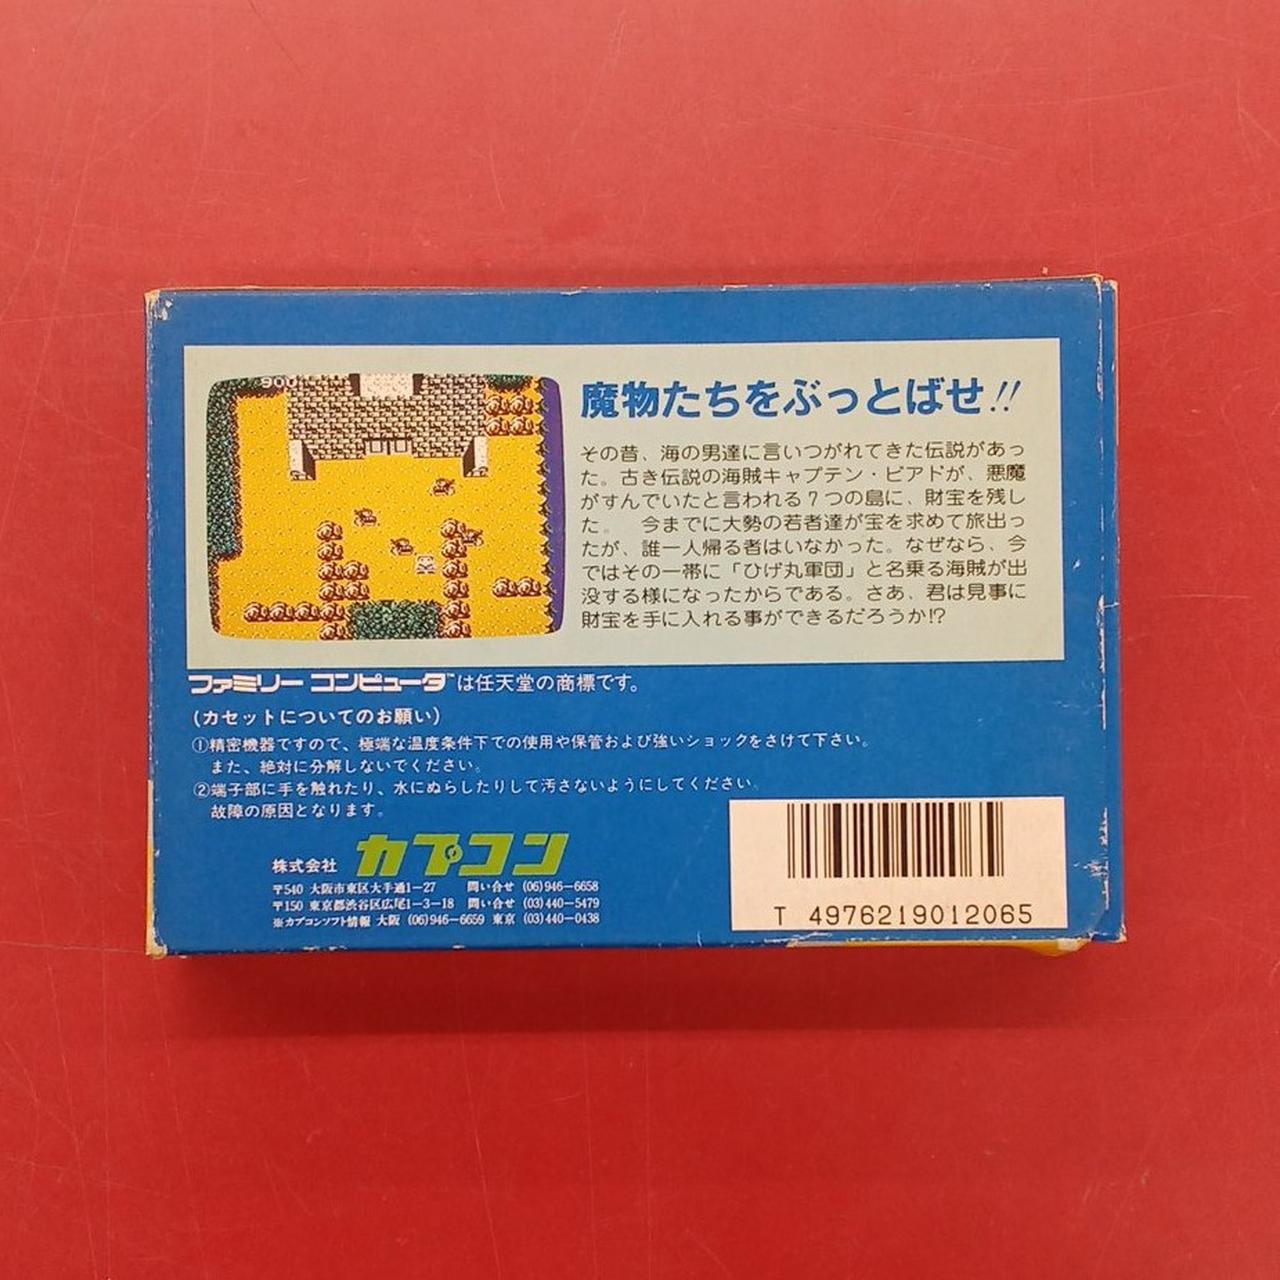 900
魔物たちをぶっとばせ!!
その昔、海の男達に言いつがれてきた伝説があっ
た。古き伝説の海賊キャプテン・ビアドが、悪魔
がすんでいたと言われる7つの島に、財宝を残し
た。 今までに大勢の若者達が宝を求めて旅出っ
たが、誰一人帰る者はいなかった。なぜなら、今
ではその一帯に「ひげ丸軍団」と名乗る海賊が出
没する様になったからである。さあ、君は見事に
財宝を手に入れる事ができるだろうか!?
ファミリー コンピュータ™は任天堂の商標です。
(カセットについてのお願い)
①精密機器ですので、極端な温度条件下での使用や保管および強いショックをさけて下さい。
また、絶対に分解しないでください。
②端子部に手を触れたり、水にぬらしたりして汚さないようにしてください。
故障の原因となります。
株式会社 カプコン
〒540 大阪市東区大手通1-27 問い合せ (06)946-6658
〒150 東京都渋谷区広尾1-3-18 問い合せ (03)440-5479
※カプコンソフト情報 大阪 (06)946-6659 東京 (03)440-0438
T 4976219012065